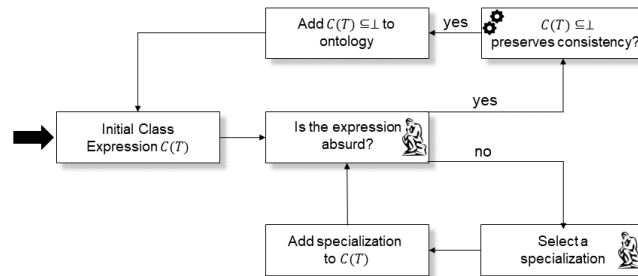 Add C(T) ⊆⊥ to
ontology
yes
C(T) ⊆⊥
preserves consistency?
yes
Initial Class
Expression C(T)
Is the expression
absurd?
no
Add specialization
to C(T)
Select a
specialization